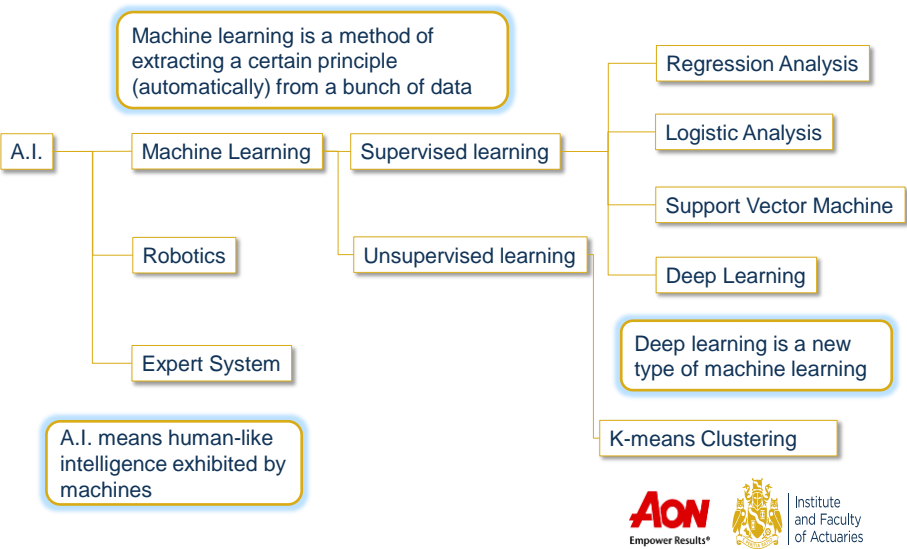 Machine learning is a method of
extracting a certain principle
(automatically) from a bunch of data
Regression Analysis
Logistic Analysis
A.I.
Machine Learning
Supervised learning
Support Vector Machine
Robotics
Unsupervised learning
Deep Learning
Deep learning is a new
type of machine learning
Expert System
A.I. means human-like
intelligence exhibited by
machines
K-means Clustering
AON
Empower Results®
Institute
and Faculty
of Actuaries